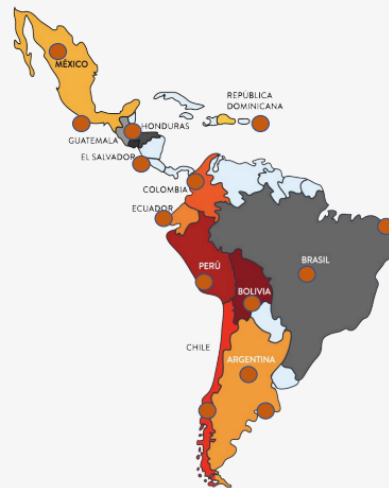 MÉXICO
REPÚBLICA
DOMINICANA
HONDURAS
GUATEMALA
EL SALVADOR
COLOMBIA
ECUADOR
PERÚ
BRASIL
BOLIVIA
CHILE
ARGENTINA